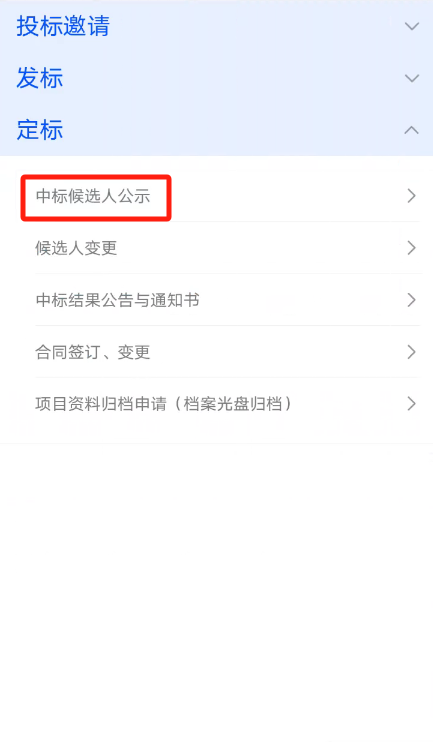 投标邀请
发标
定标
中标候选人公示
候选人变更
中标结果公告与通知书
合同签订、变更
项目资料归档申请（档案光盘归档）